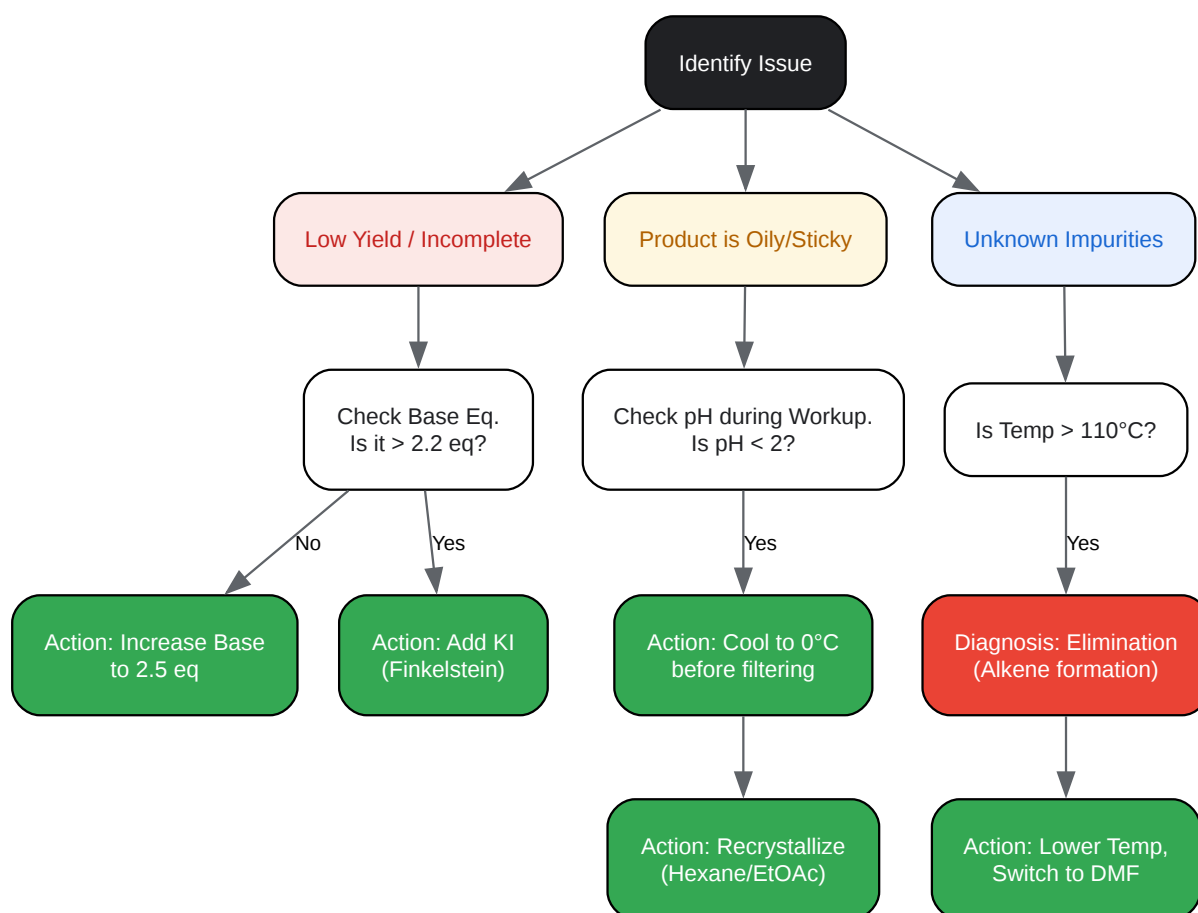 Identify Issue
Low Yield / Incomplete
Product is Oily/Sticky
Unknown Impurities
Check Base Eq.
Is it > 2.2 eq?
Check pH during Workup.
Is pH < 2?
Is Temp > 110°C?
No
Yes
Yes
Yes
Action: Increase Base
to 2.5 eq
Action: Add KI
(Finkelstein)
Action: Cool to 0°C
before filtering
Diagnosis: Elimination
(Alkene formation)
Action: Recrystallize
(Hexane/EtOAc)
Action: Lower Temp,
Switch to DMF